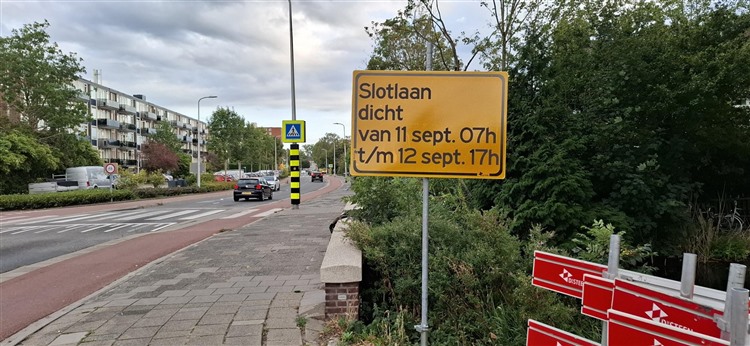 Slotlaan
dicht
van 11 sept. 07h
t/m 12 sept. 17h